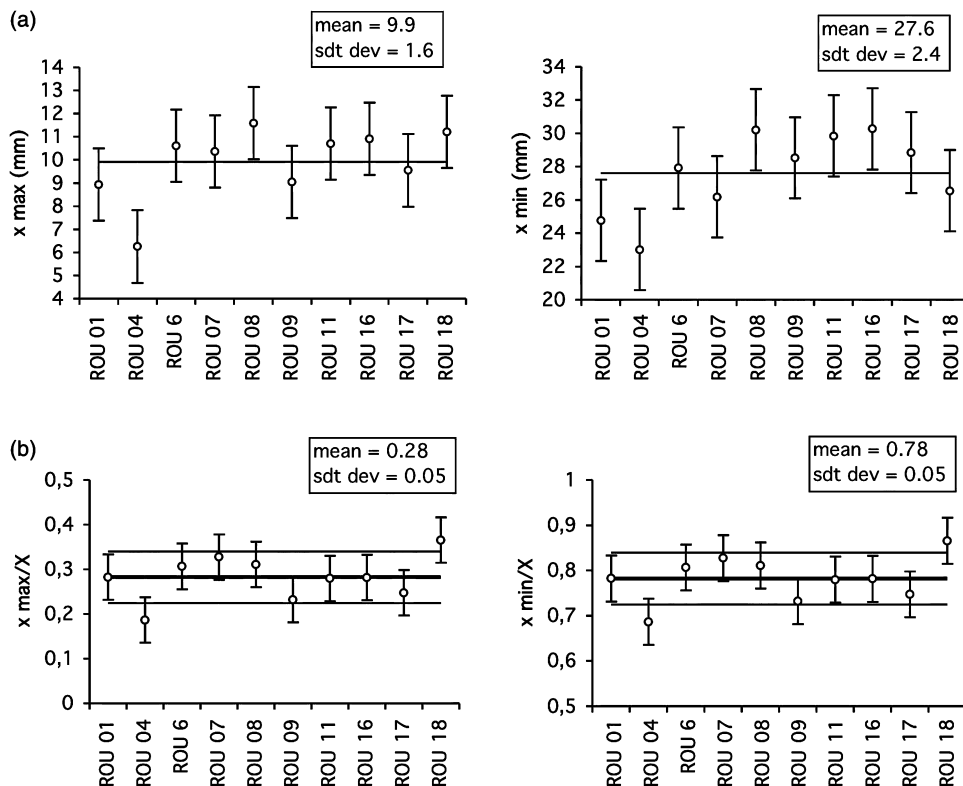 (a)
mean = 9.9
sdt dev = 1.6
x max (mm)
14
13
12
11
10
9
8
7
6
5
4
ROU 01
ROU 04
ROU 6
ROU 07
ROU 08
ROU 09
ROU 11
ROU 16
ROU 17
ROU 18
mean = 27.6
sdt dev = 2.4
x min (mm)
34
32
30
28
26
24
22
20
ROU 01
ROU 04
ROU 6
ROU 07
ROU 08
ROU 09
ROU 11
ROU 16
ROU 17
ROU 18
(b)
mean = 0.28
sdt dev = 0.05
x max/X
0,5
0,4
0,3
0,2
0,1
0
ROU 01
ROU 04
ROU 6
ROU 07
ROU 08
ROU 09
ROU 11
ROU 16
ROU 17
ROU 18
mean = 0.78
sdt dev = 0.05
x min/X
1
0,9
0,8
0,7
0,6
0,5
ROU 01
ROU 04
ROU 6
ROU 07
ROU 08
ROU 09
ROU 11
ROU 16
ROU 17
ROU 18